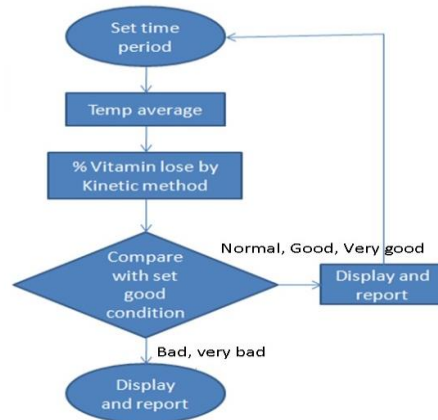 Set time
period
Temp average
% Vitamin lose by
Kinetic method
Compare
with set
good
condition
Normal, Good, Very good
Display and
report
Bad, very bad
Display
and report